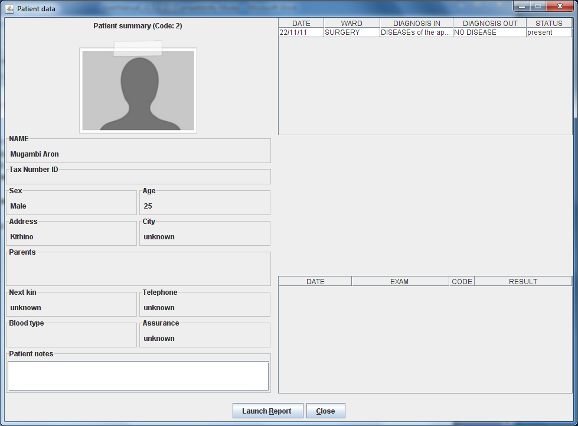 Patient data
Patient summary (Code: 2)
NAME
Mugambi Aron
Tax Number ID
Sex
Male
Age
25
Address
Kithino
City
unknown
Parents
Next kin
unknown
Telephone
unknown
Blood type
Assurance
unknown
Patient notes
DATE WARD DIAGNOSIS IN DIAGNOSIS OUT STATUS
22/11/11 SURGERY DISEASEs of the ap... NO DISEASE present
DATE EXAM CODE RESULT
Launch Report Close